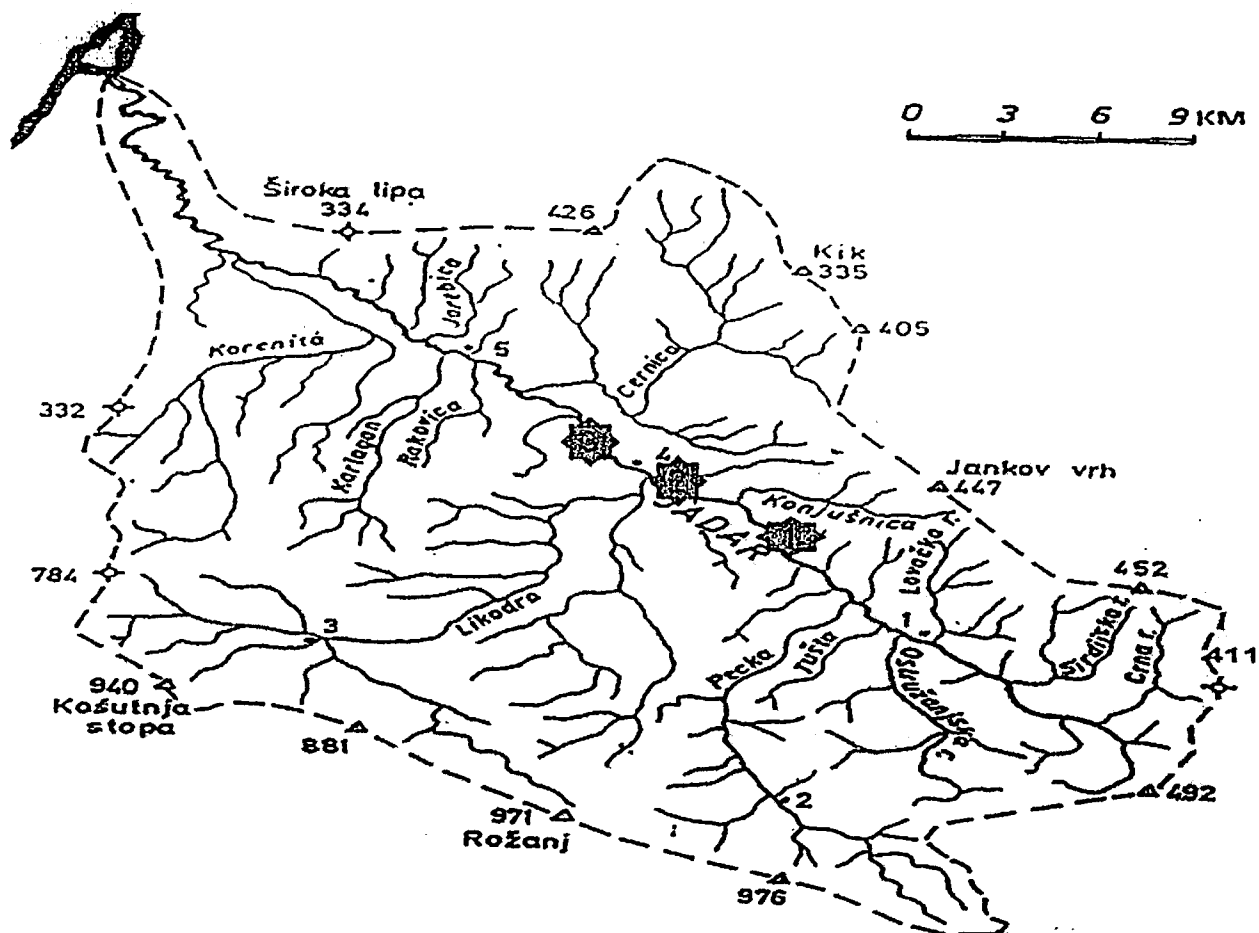 0 3 6 9 KM
Široka lipa
334
426
Kik
335
405
Jarebica
Korenita
5
Cernica
332
Rakovica
Karlagan
4
Jankov vrh
447
Konjušnica
JADAR
Lovačka r.
784
452
Likodra
3
1
Crna r.
411
Pecka
Tušla
940
Košutnja
stopa
881
2
492
971
Rožanj
976